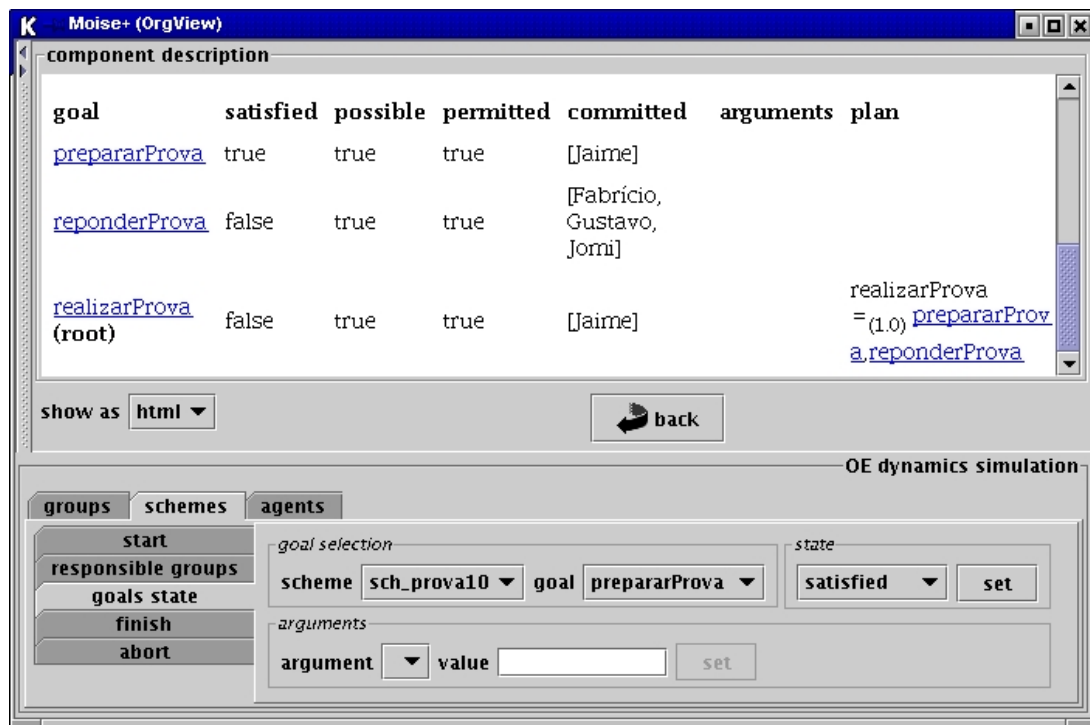 Moise+ (OrgView)
component description
goal satisfied possible permitted committed arguments plan
prepararProva true true true [Jaime]
reponderProva false true true [Fabrício,
Gustavo,
Jomi]
realizarProva
(root) false true true [Jaime] realizarProva
=(1.0) prepararProv
a,reponderProva
show as html back
OE dynamics simulation
groups schemes agents
start
responsible groups
goals state
finish
abort
goal selection
scheme sch_prova10 goal prepararProva
state
satisfied set
arguments
argument value set